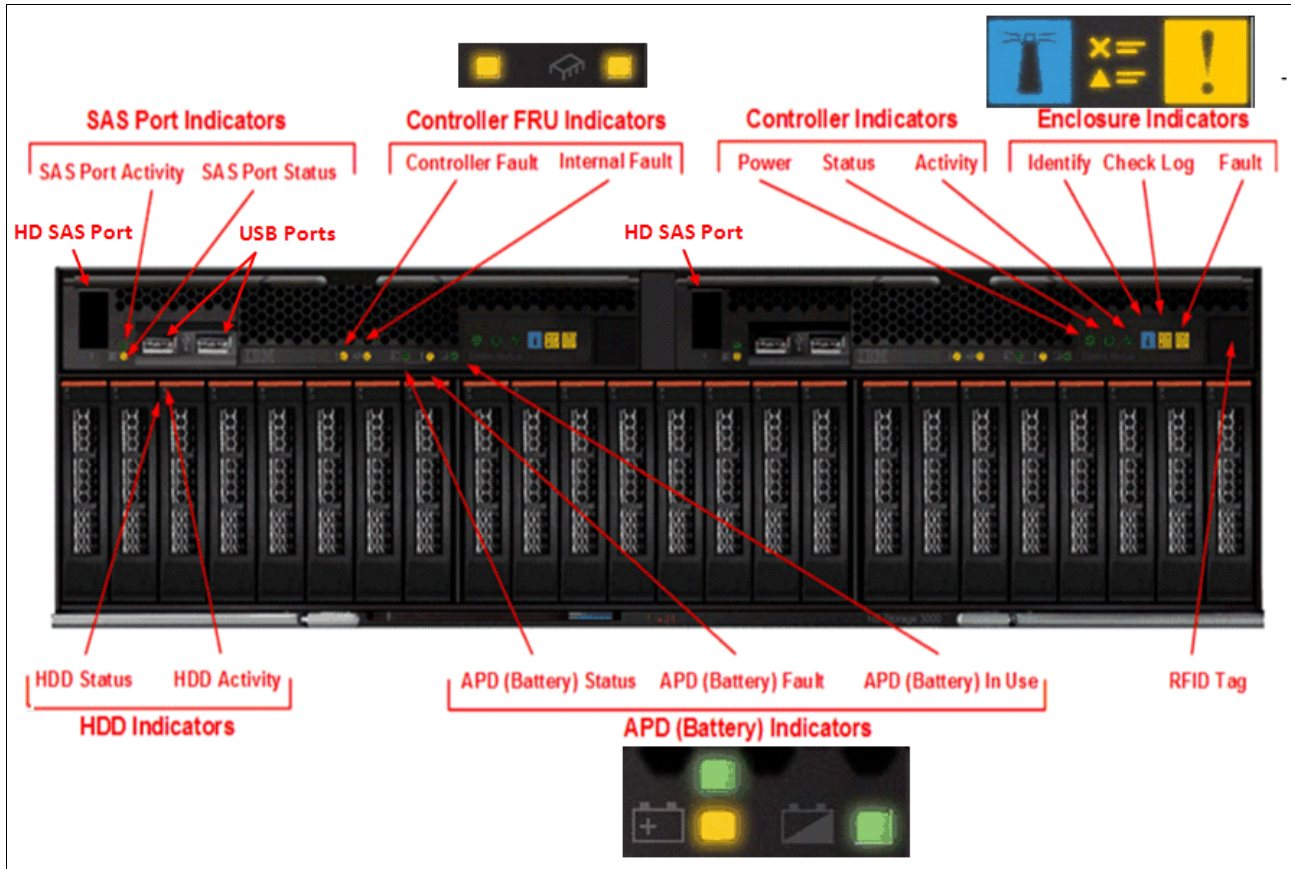 SAS Port Indicators
SAS Port Activity SAS Port Status
Controller FRU Indicators
Controller Fault Internal Fault
Controller Indicators
Power Status Activity
Enclosure Indicators
Identify Check Log Fault
HD SAS Port
USB Ports
HD SAS Port
IBM
IBM
HDD Status HDD Activity
HDD Indicators
APD (Battery) Status APD (Battery) Fault APD (Battery) In Use
APD (Battery) Indicators
RFID Tag